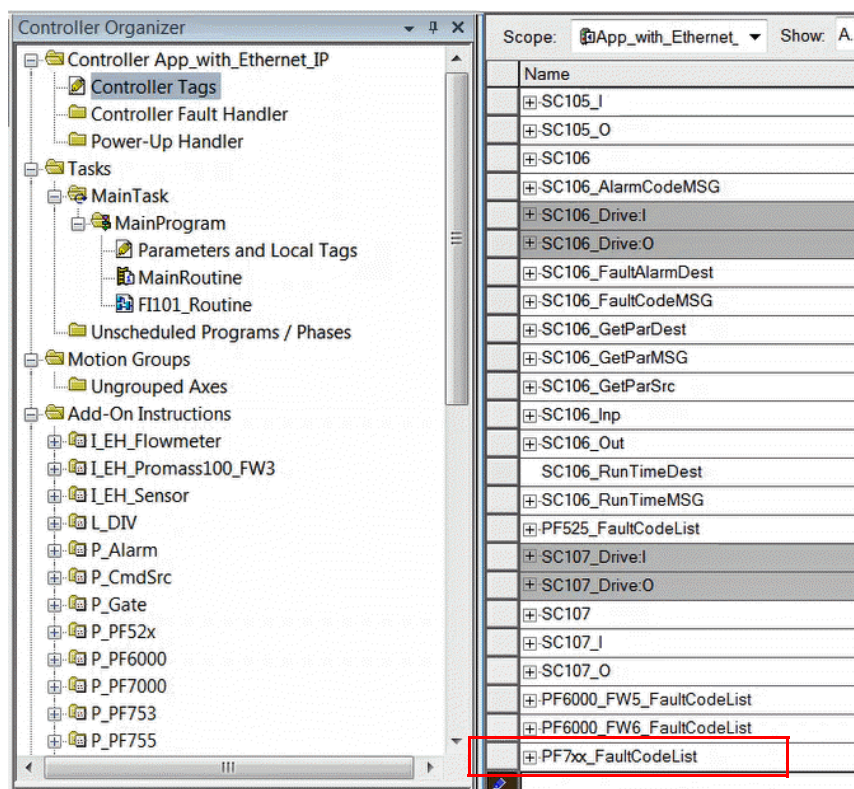 Controller Organizer
Controller App_with_Ethernet_IP
Controller Tags
Controller Fault Handler
Power-Up Handler
Tasks
MainTask
MainProgram
Parameters and Local Tags
MainRoutine
FI101_Routine
Unscheduled Programs / Phases
Motion Groups
Ungrouped Axes
Add-On Instructions
I_EH_Flowmeter
I_EH_Promass100_FW3
I_EH_Sensor
L_DIV
P_Alarm
P_CmdSrc
P_Gate
P_PF52x
P_PF6000
P_PF7000
P_PF753
P_PF755
Scope: App_with_Ethernet_ Show: A.
Name
SC105_I
SC105_O
SC106
SC106_AlarmCodeMSG
SC106_Drive:I
SC106_Drive:O
SC106_FaultAlarmDest
SC106_FaultCodeMSG
SC106_GetParDest
SC106_GetParMSG
SC106_GetParSrc
SC106_Inp
SC106_Out
SC106_RunTimeDest
SC106_RunTimeMSG
PF525_FaultCodeList
SC107_Drive:I
SC107_Drive:O
SC107
SC107_I
SC107_O
PF6000_FW5_FaultCodeList
PF6000_FW6_FaultCodeList
PF7xx_FaultCodeList